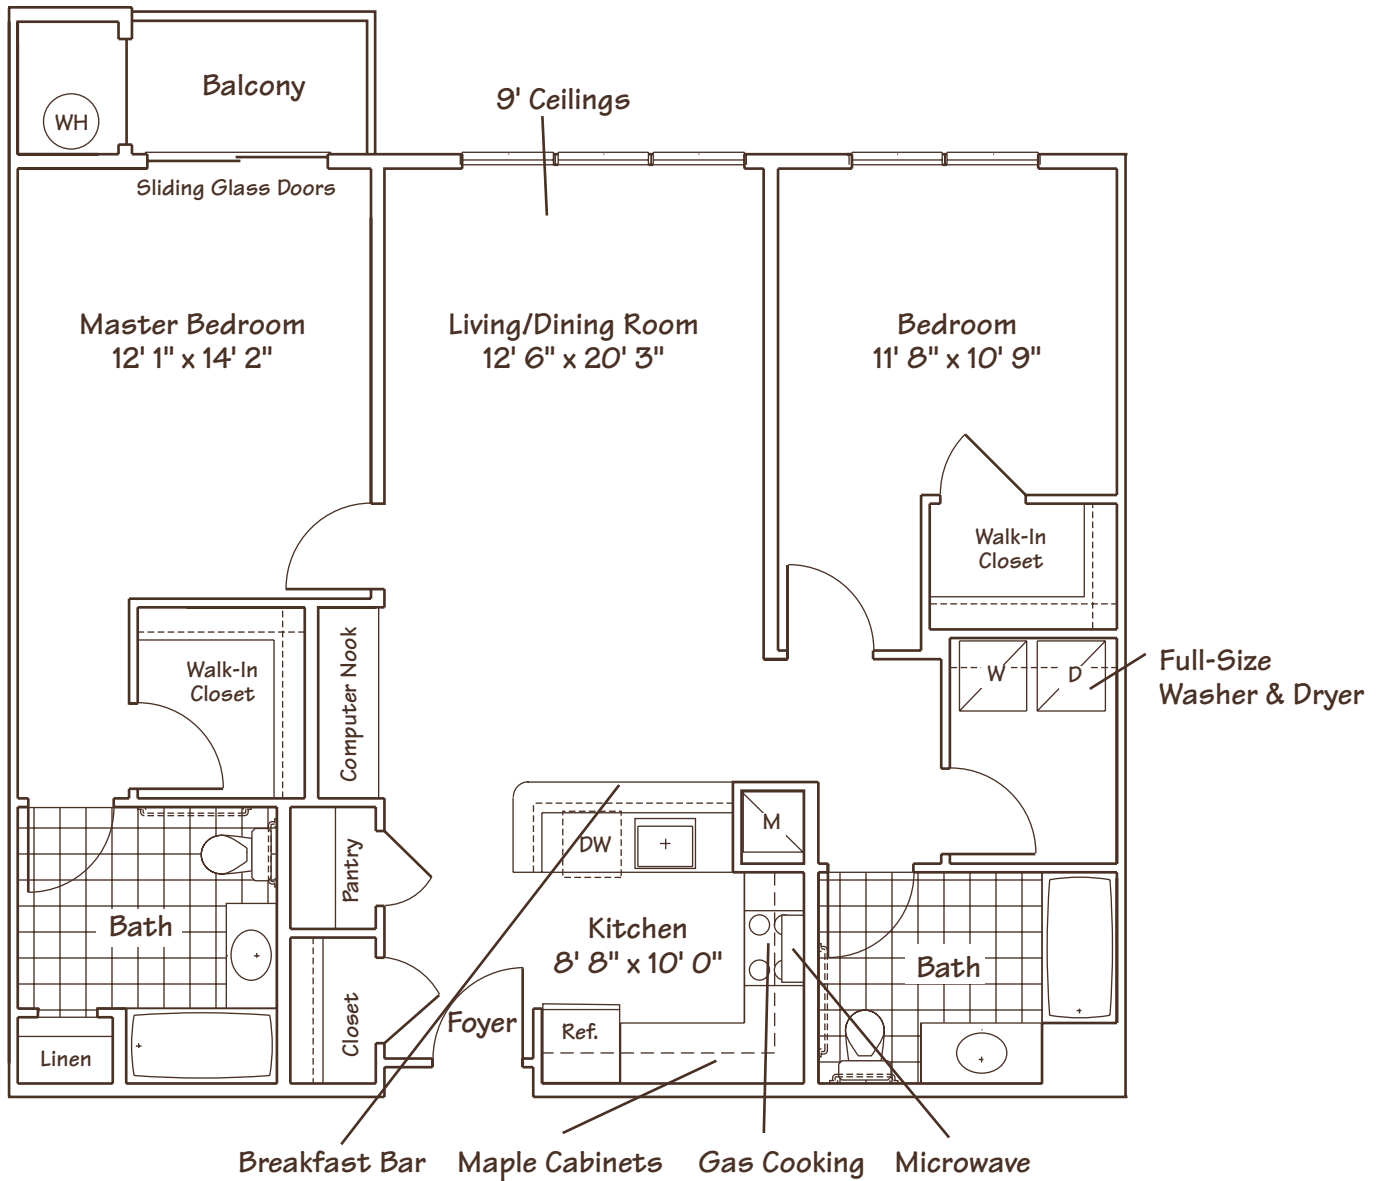 Balcony
WH
9' Ceilings
Sliding Glass Doors
Master Bedroom
12' 1" x 14' 2"
Living/Dining Room
12' 6" x 20' 3"
Bedroom
11' 8" x 10' 9"
Walk-In
Closet
Walk-In
Closet
Computer Nook
W
D
Full-Size
Washer & Dryer
M
DW
Pantry
Bath
Kitchen
8' 8" x 10' 0"
Bath
Closet
Foyer
Ref.
Linen
Breakfast Bar
Maple Cabinets
Gas Cooking
Microwave